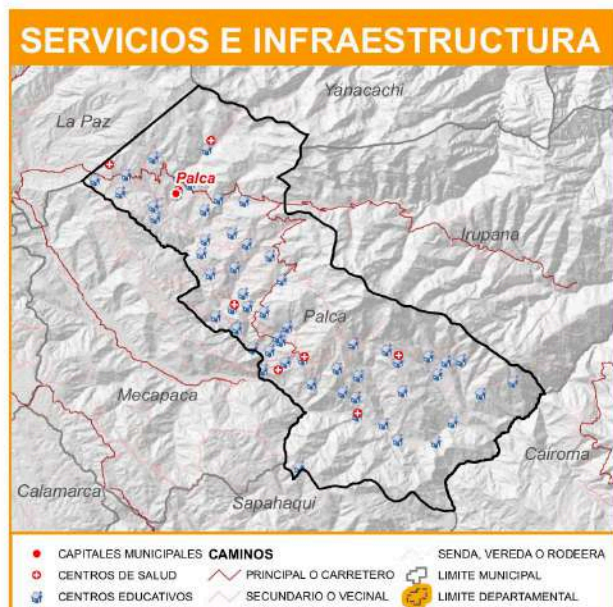 SERVICIOS E INFRAESTRUCTURA
Yanacachi
La Paz
Palca
Irupana
Palca
Mecapaca
Cairoma
Calamarca
Sapahaqui
CAPITALES MUNICIPALES CAMINOS SENDA, VEREDA O RODEERA
CENTROS DE SALUD PRINCIPAL O CARRETERO LIMITE MUNICIPAL
CENTROS EDUCATIVOS SECUNDARIO O VECINAL LIMITE DEPARTAMENTAL